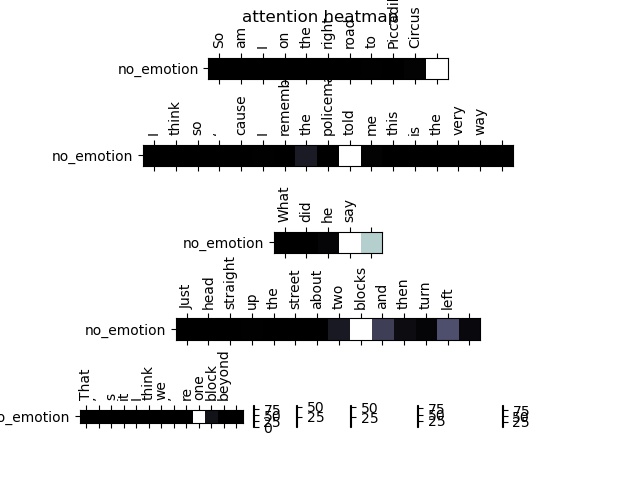 attention heatmap
So am I on the right road to Circus
no_emotion
I think so , cause I the told me this is the very way
no_emotion
What did he say
no_emotion
Just head straight up the street about two blocks and then turn left
no_emotion
That , s it I think we , re one block beyond
no_emotion
75 50 25 0
50 25
50 25
75 50 25
75 50 25